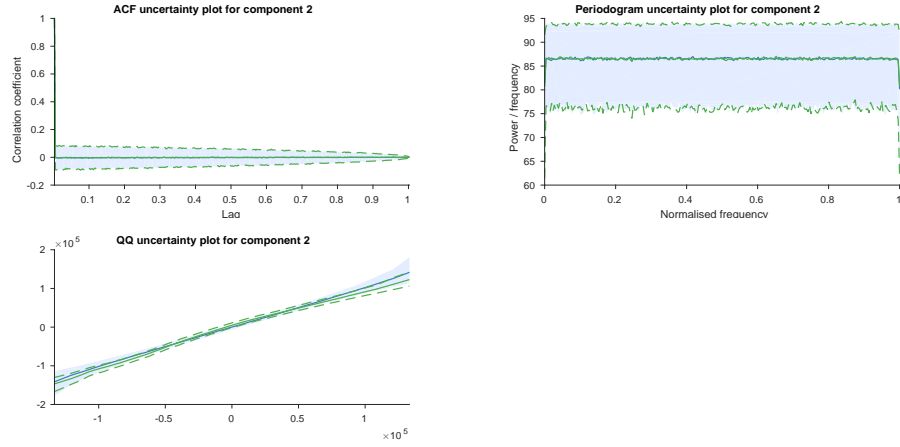 ACF uncertainty plot for component 2
1
0.8
0.6
0.4
0.2
0
-0.2
Correlation coefficient
0.1 0.2 0.3 0.4 0.5 0.6 0.7 0.8 0.9 1
Lag
Periodogram uncertainty plot for component 2
95
90
85
80
75
70
65
60
Power / frequency
0 0.2 0.4 0.6 0.8 1
Normalised frequency
QQ uncertainty plot for component 2
×10^5
2
1
0
-1
-2
-1 -0.5 0 0.5 1
×10^5